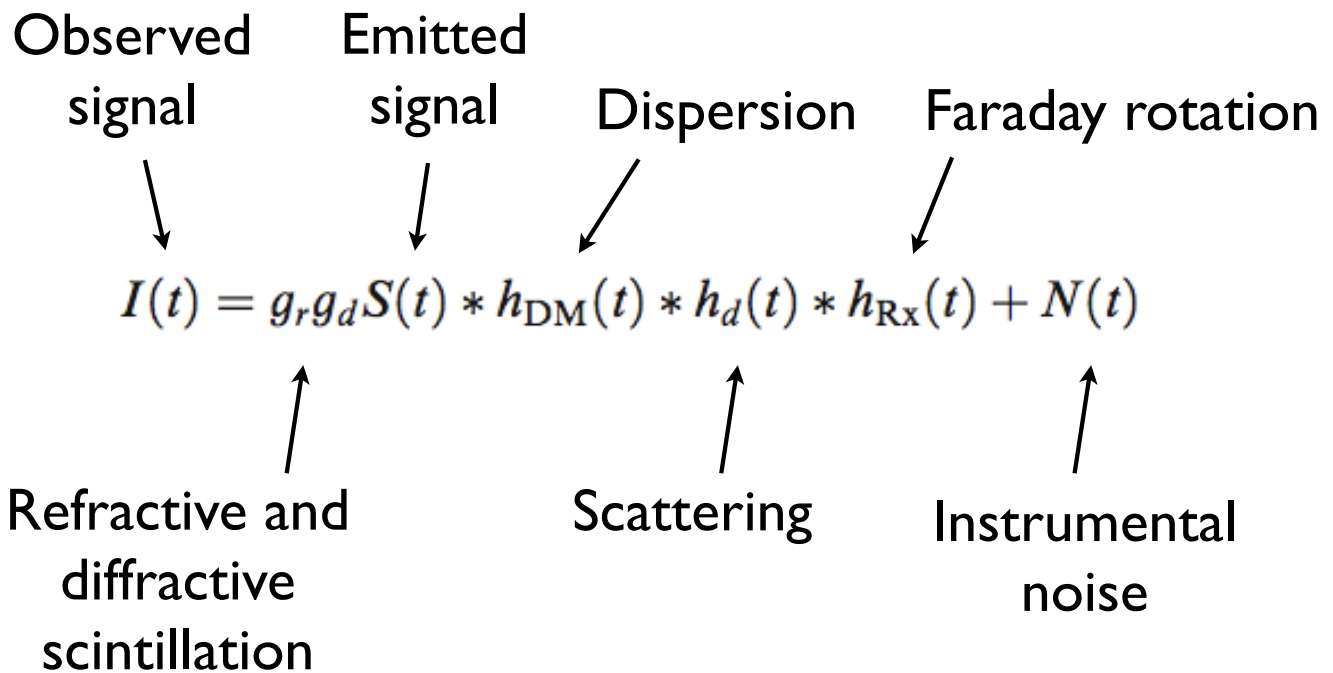 Observed
signal
Emitted
signal
Dispersion
Faraday rotation
I(t) = g_r g_d S(t) * h_DM(t) * h_d(t) * h_Rx(t) + N(t)
Refractive and
diffractive
scintillation
Scattering
Instrumental
noise